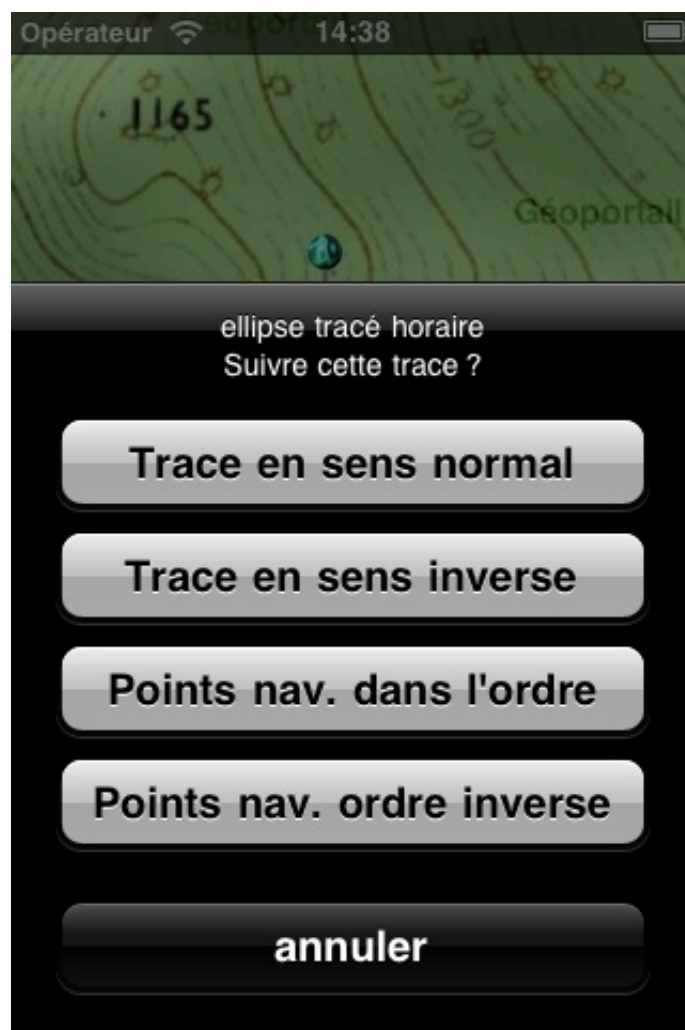 Opérateur 14:38
1165
1300
Géoportail
ellipse tracé horaire
Suivre cette trace ?
Trace en sens normal
Trace en sens inverse
Points nav. dans l'ordre
Points nav. ordre inverse
annuler